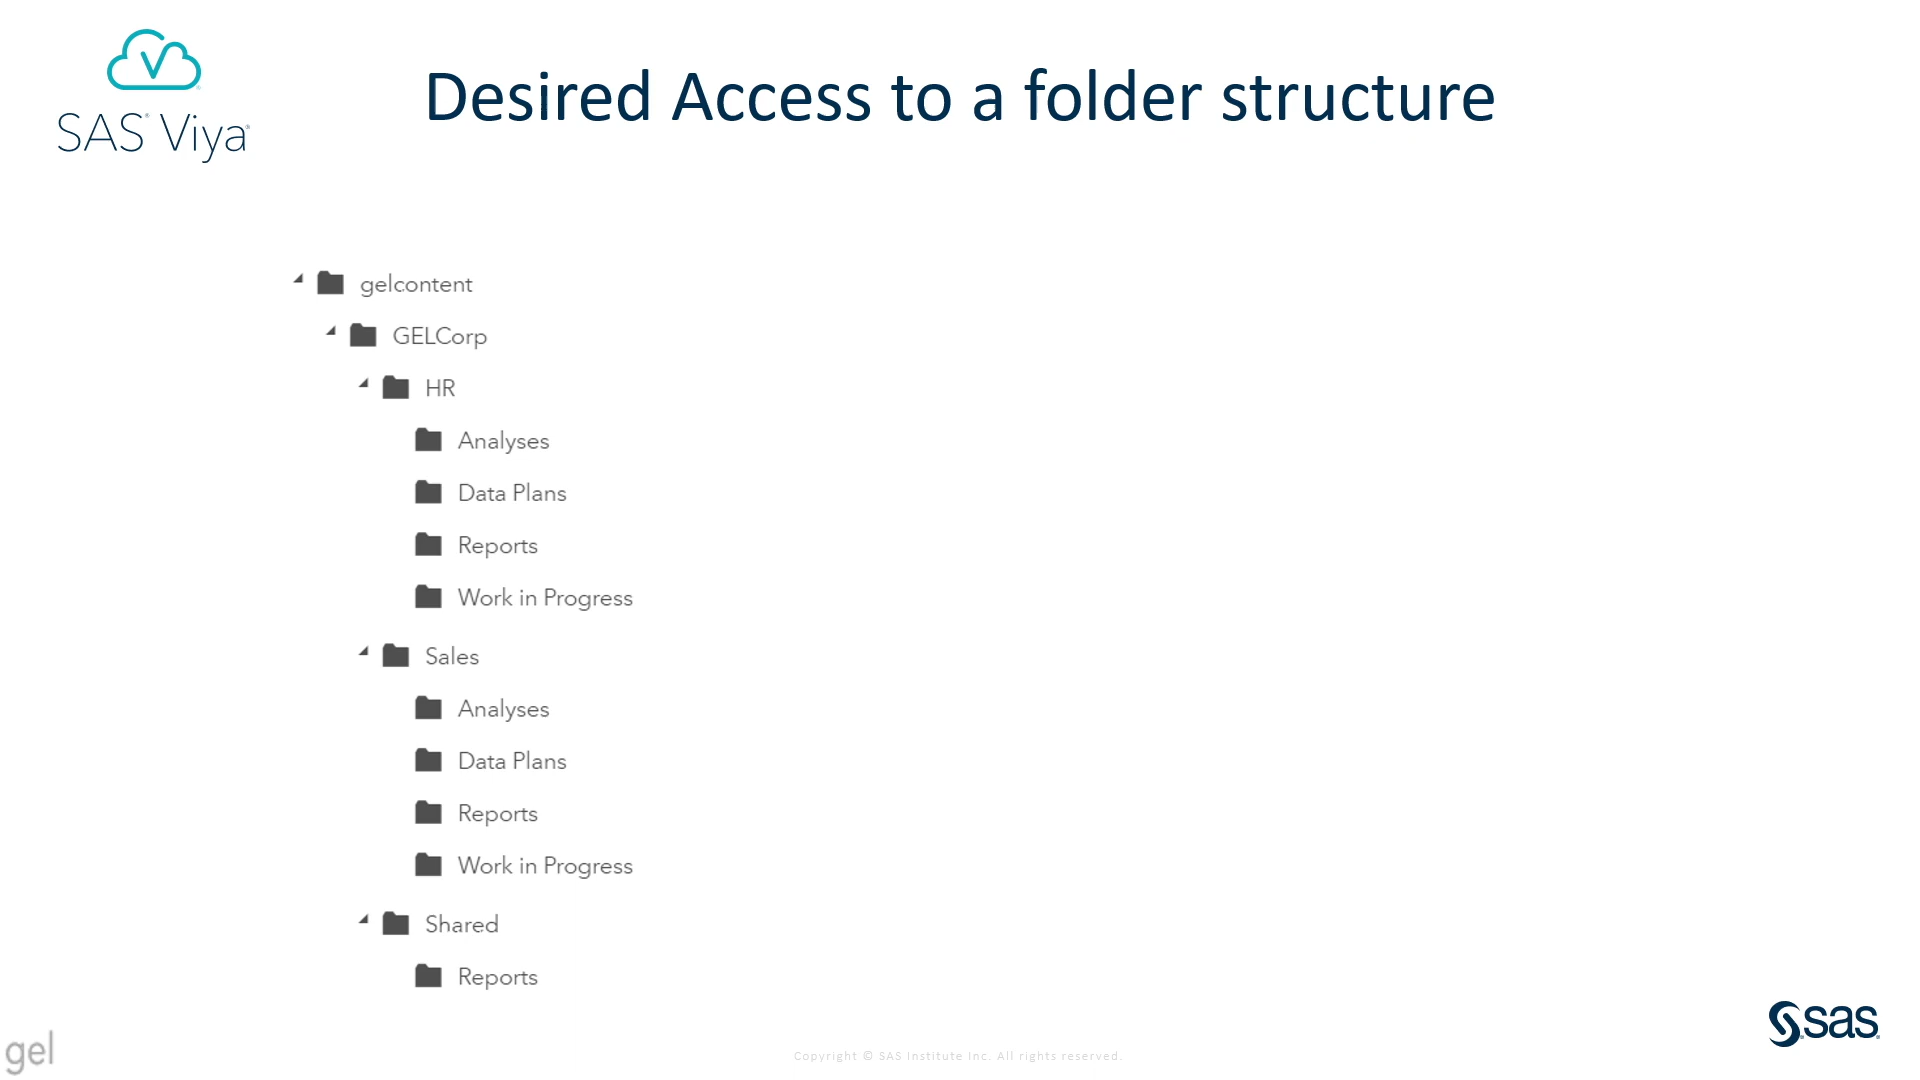 SAS® Viya®
Desired Access to a folder structure
gelcontent
GELCorp
HR
Analyses
Data Plans
Reports
Work in Progress
Sales
Analyses
Data Plans
Reports
Work in Progress
Shared
Reports
gel
Copyright © SAS Institute Inc. All rights reserved.
sas